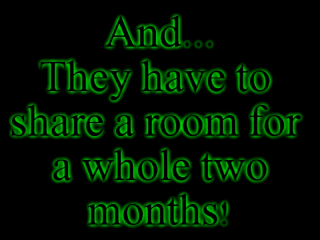 And...
They have to
share a room for
a whole two
months!